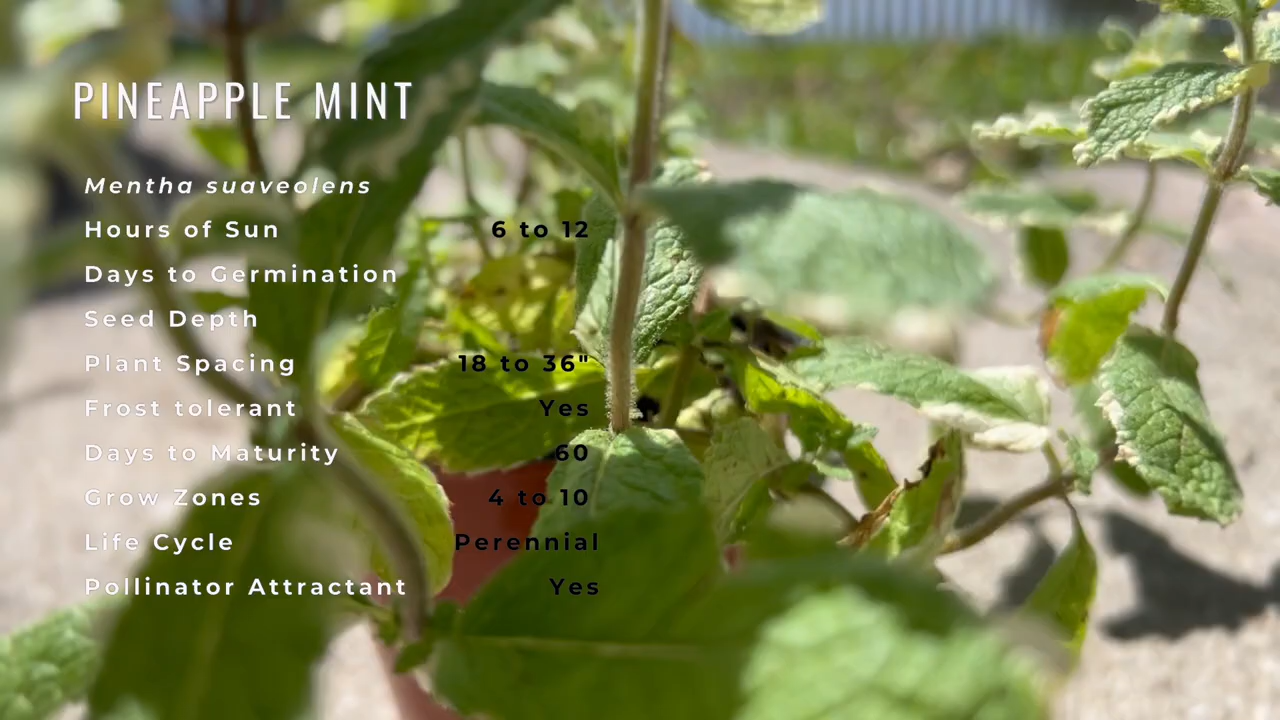 PINEAPPLE MINT
Mentha suaveolens
Hours of Sun 6 to 12
Days to Germination
Seed Depth
Plant Spacing 18 to 36"
Frost tolerant Yes
Days to Maturity 60
Grow Zones 4 to 10
Life Cycle Perennial
Pollinator Attractant Yes